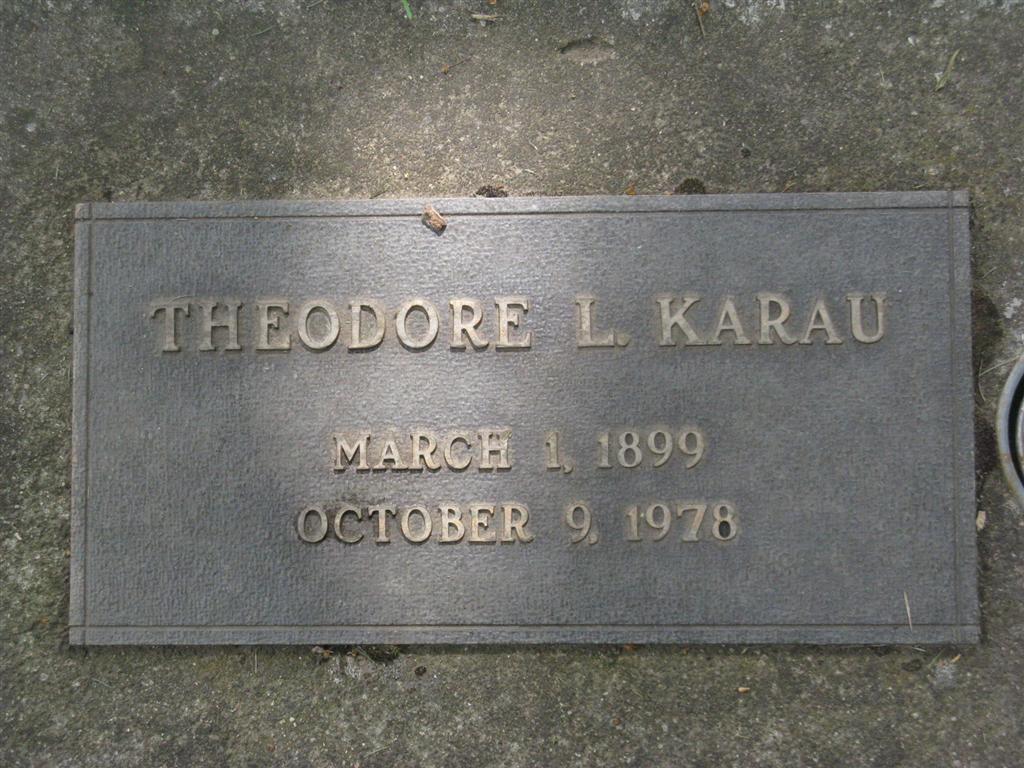 THEODORE L. KARAU
MARCH 1, 1899
OCTOBER 9, 1978